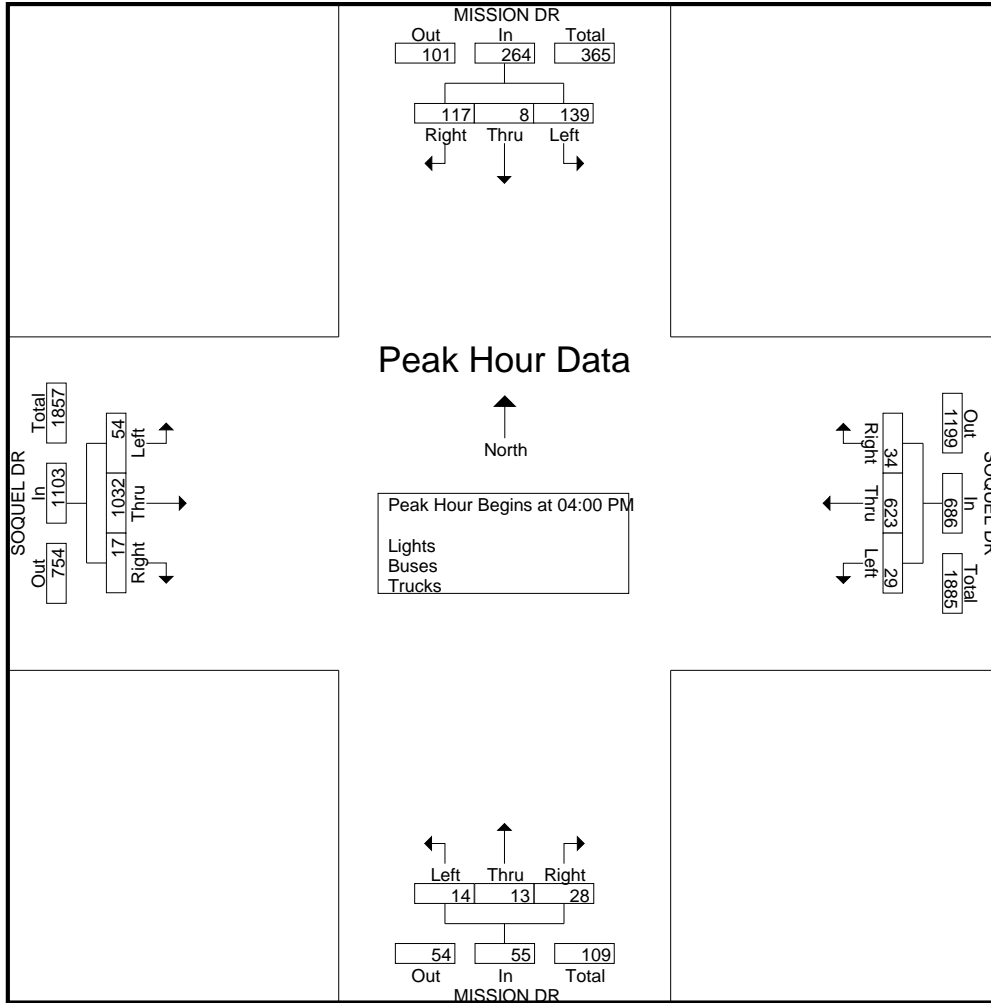 MISSION DR
Out In Total
101 264 365
117 8 139
Right Thru Left
Peak Hour Data
North
Peak Hour Begins at 04:00 PM
Lights
Buses
Trucks
SOQUEL DR
Out In Total
754 1103 1857
17 1032 54
Right Thru Left
SOQUEL DR
Out In Total
1199 686 1885
34 623 29
Right Thru Left
Left Thru Right
14 13 28
54 55 109
Out In Total
MISSION DR